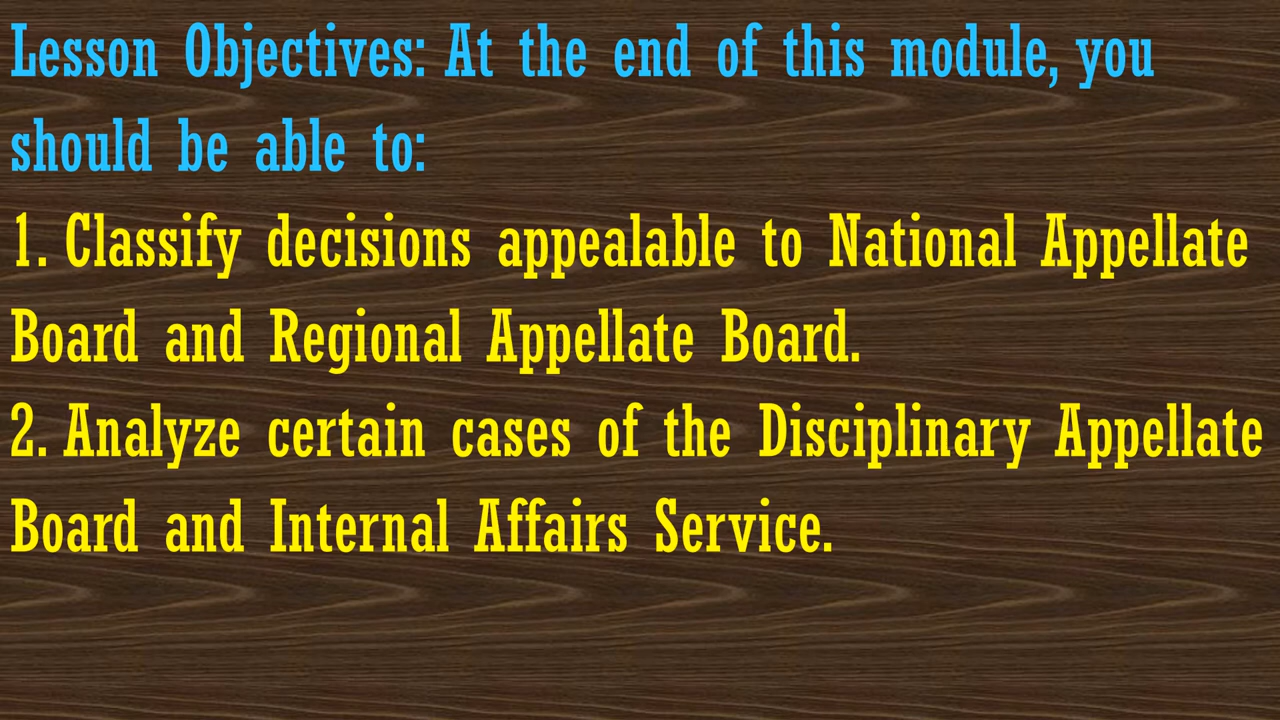 Lesson Objectives: At the end of this module, you
should be able to:
1. Classify decisions appealable to National Appellate
Board and Regional Appellate Board.
2. Analyze certain cases of the Disciplinary Appellate
Board and Internal Affairs Service.